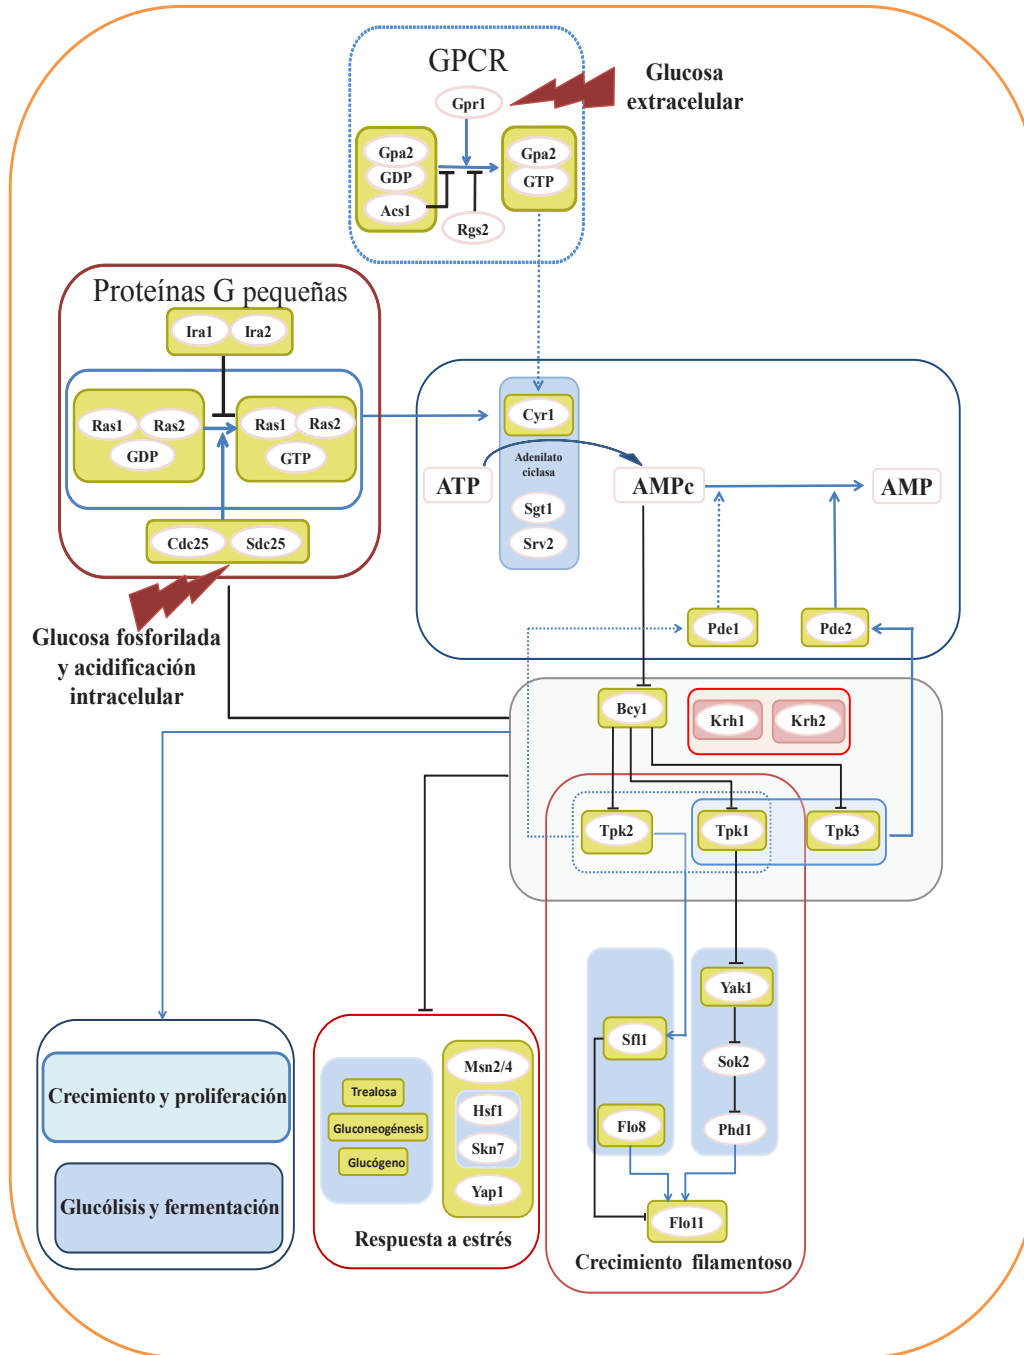 GPCR
Glucosa
extracelular
Gpr1
Gpa2
GDP
Acs1
Gpa2
GTP
Rgs2
Proteínas G pequeñas
Ira1
Ira2
Ras1
Ras2
GDP
Ras1
Ras2
GTP
Cdc25
Sdc25
Glucosa fosforilada
y acidificación
intracelular
Cyr1
Adenilato
ciclasa
ATP
AMPc
AMP
Sgt1
Srv2
Pde1
Pde2
Bcy1
Krh1
Krh2
Tpk2
Tpk1
Tpk3
Yak1
Sfl1
Sok2
Flo8
Phd1
Flo11
Crecimiento filamentoso
Crecimiento y proliferación
Glucólisis y fermentación
Trealosa
Gluconeogénesis
Glucógeno
Msn2/4
Hsf1
Skn7
Yap1
Respuesta a estrés